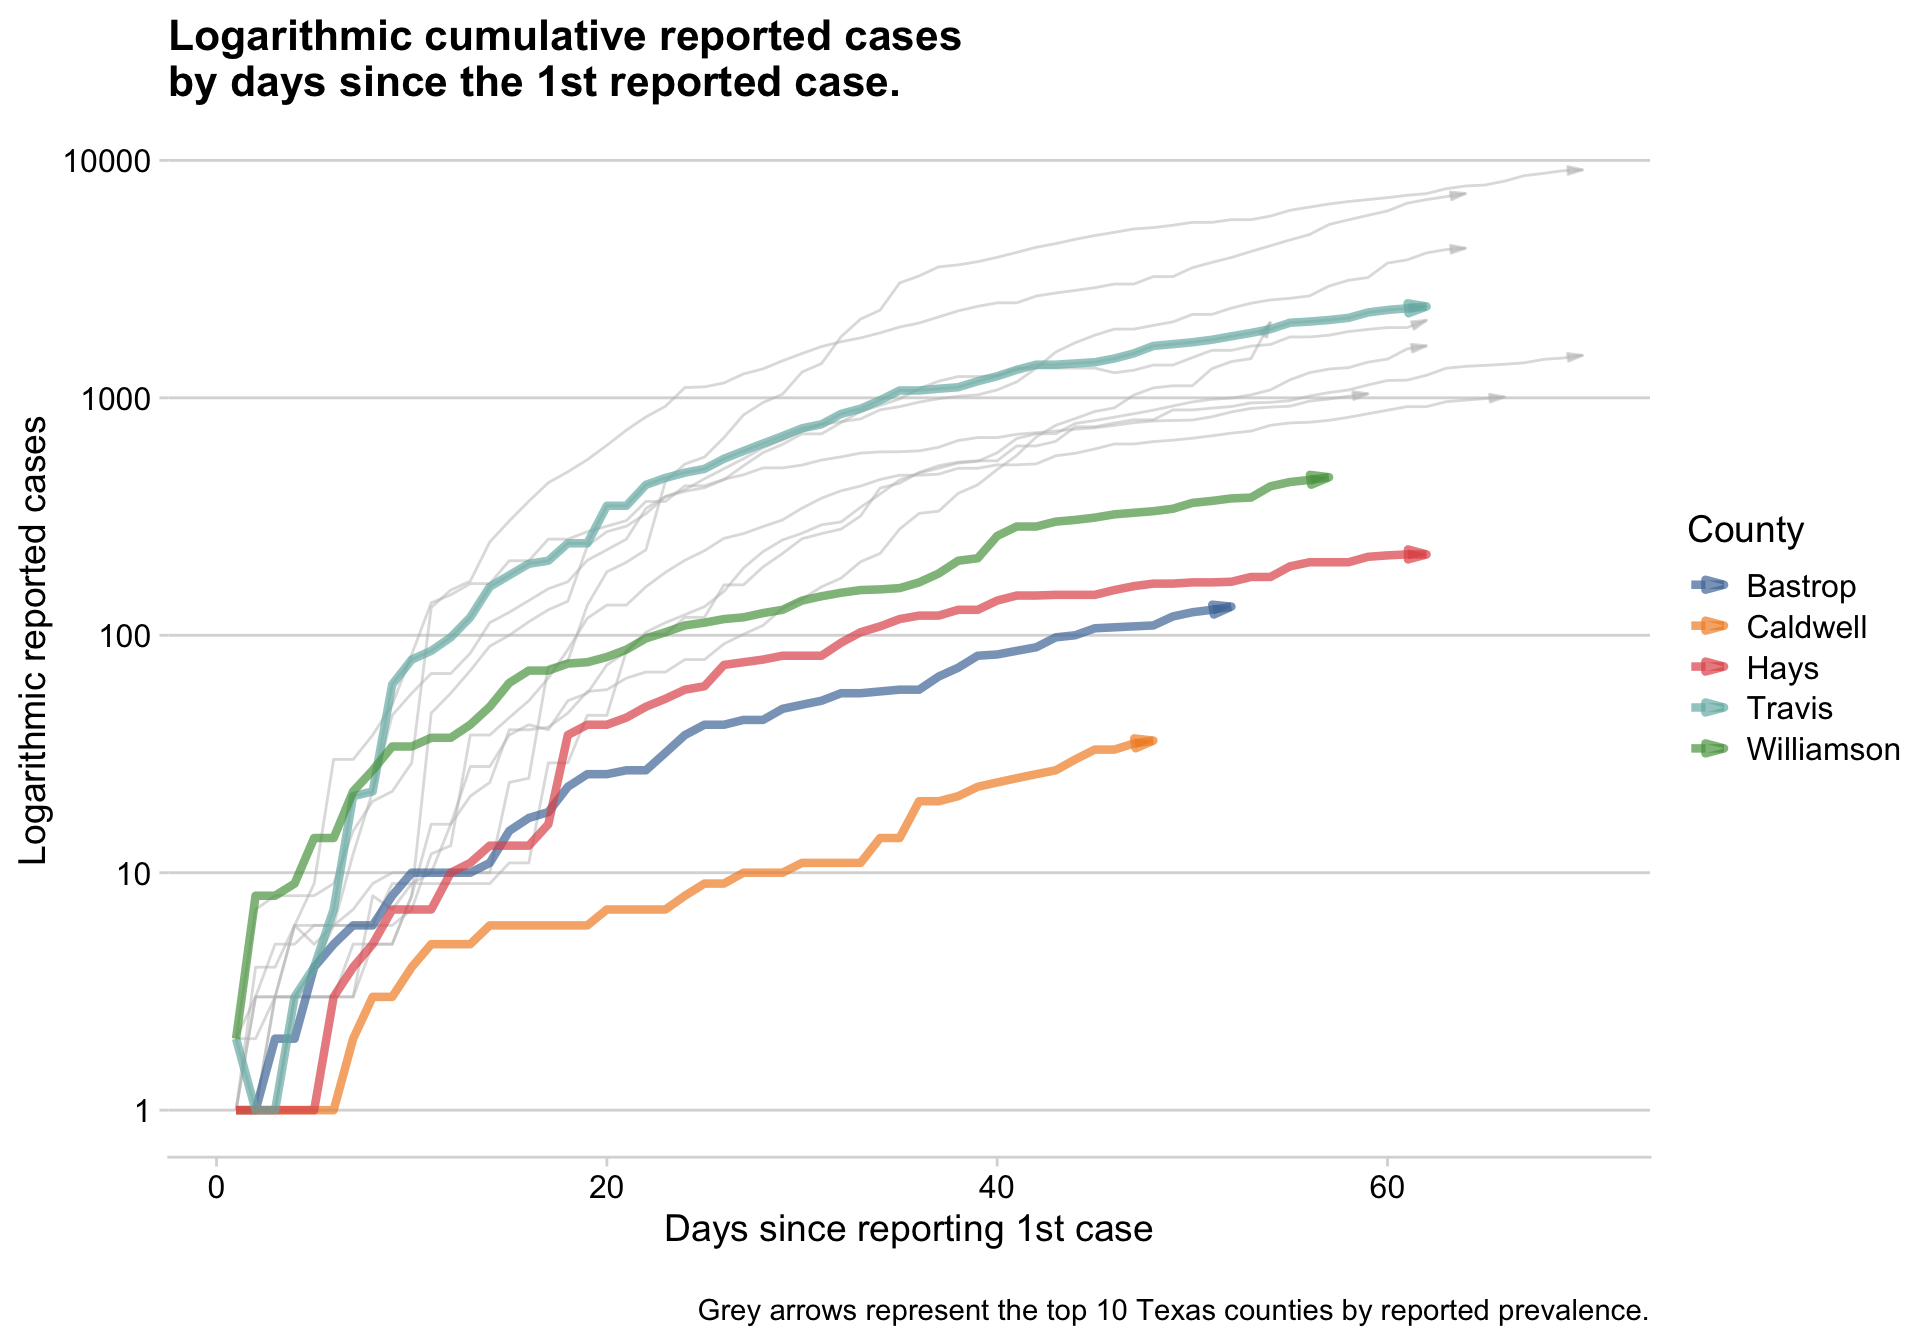 Logarithmic cumulative reported cases
by days since the 1st reported case.
Logarithmic reported cases
10000
1000
100
10
1
0
20
40
60
Days since reporting 1st case
County
Bastrop
Caldwell
Hays
Travis
Williamson
Grey arrows represent the top 10 Texas counties by reported prevalence.